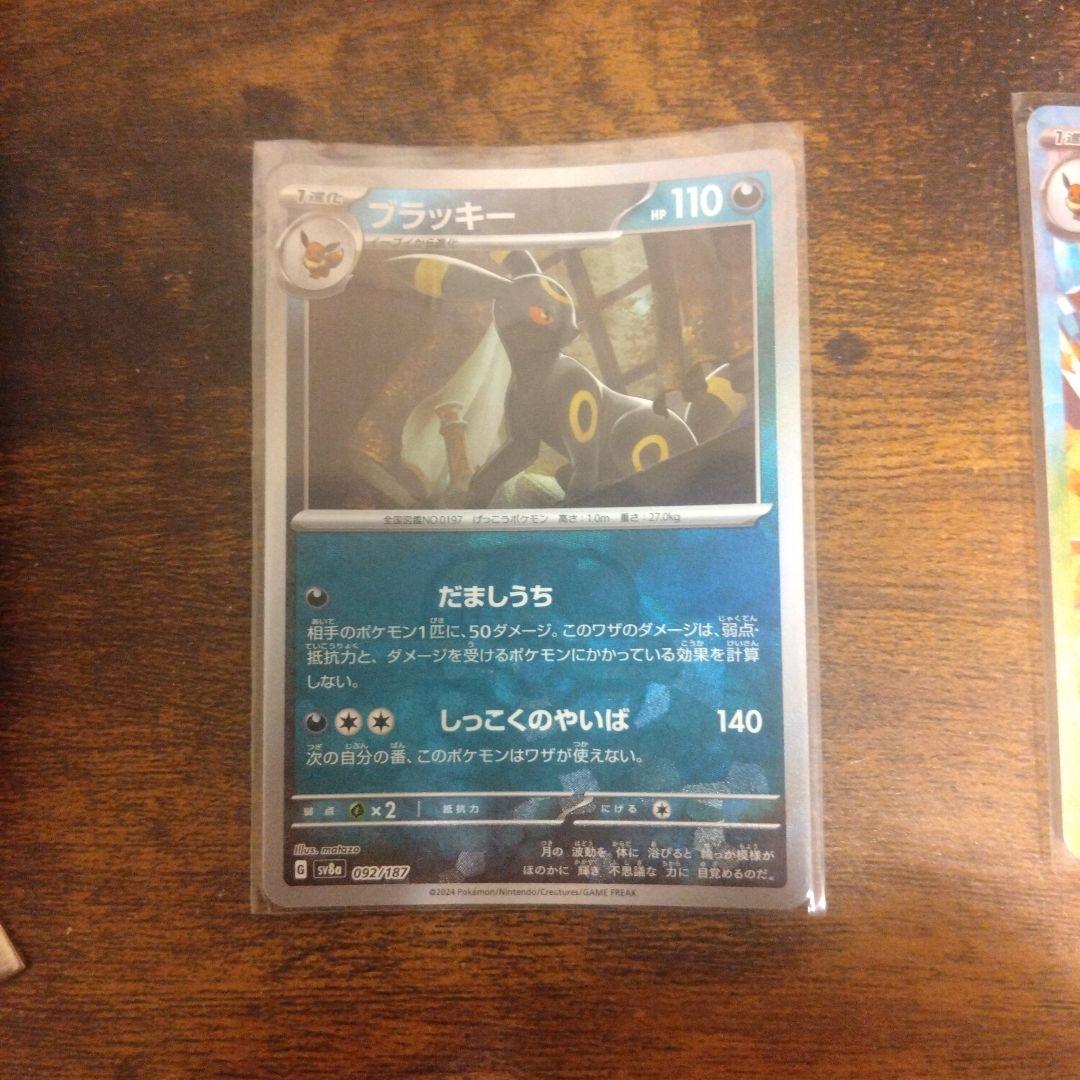 1進化
ブラッキー
HP 110
イーブイから進化
全国図鑑NO.0197 げっこうポケモン 高さ:1.0m 重さ:27.0kg
だましうち
相手のポケモン1匹に、50ダメージ。このワザのダメージは、弱点・
抵抗力と、ダメージを受けるポケモンにかかっている効果を計算
しない。
しっこくのやいば 140
次の自分の番、このポケモンはワザが使えない。
弱点 ×2 抵抗力 にげる
Illus. matazo
G sv8a 092/187
月の 波動を 体に 浴びると 輪っか模様が
ほのかに 輝き 不思議な 力に 目覚めるのだ。
©2024 Pokémon/Nintendo/Creatures/GAME FREAK.
1進